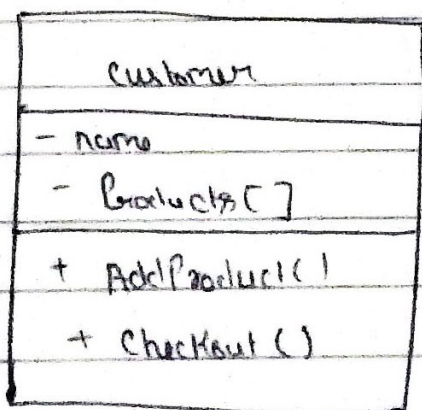 Customer
- name
- Products[]
+ AddProduct()
+ Checkout()